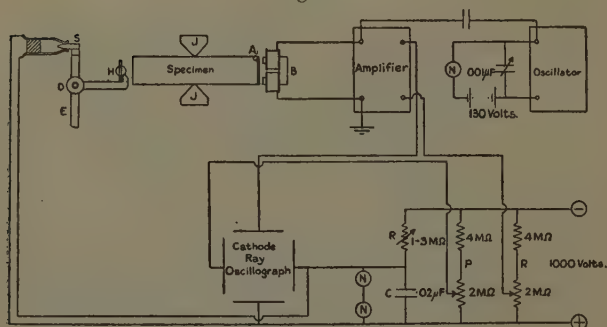 S
H
D
E
J
Specimen
J
A
B
Amplifier
N
·001μF
130 Volts.
Oscillator
Cathode
Ray
Oscillograph
N
N
R
1-3MΩ
C
·02μF
4MΩ
P
2MΩ
4MΩ
R
2MΩ
1000 Volts.
−
+